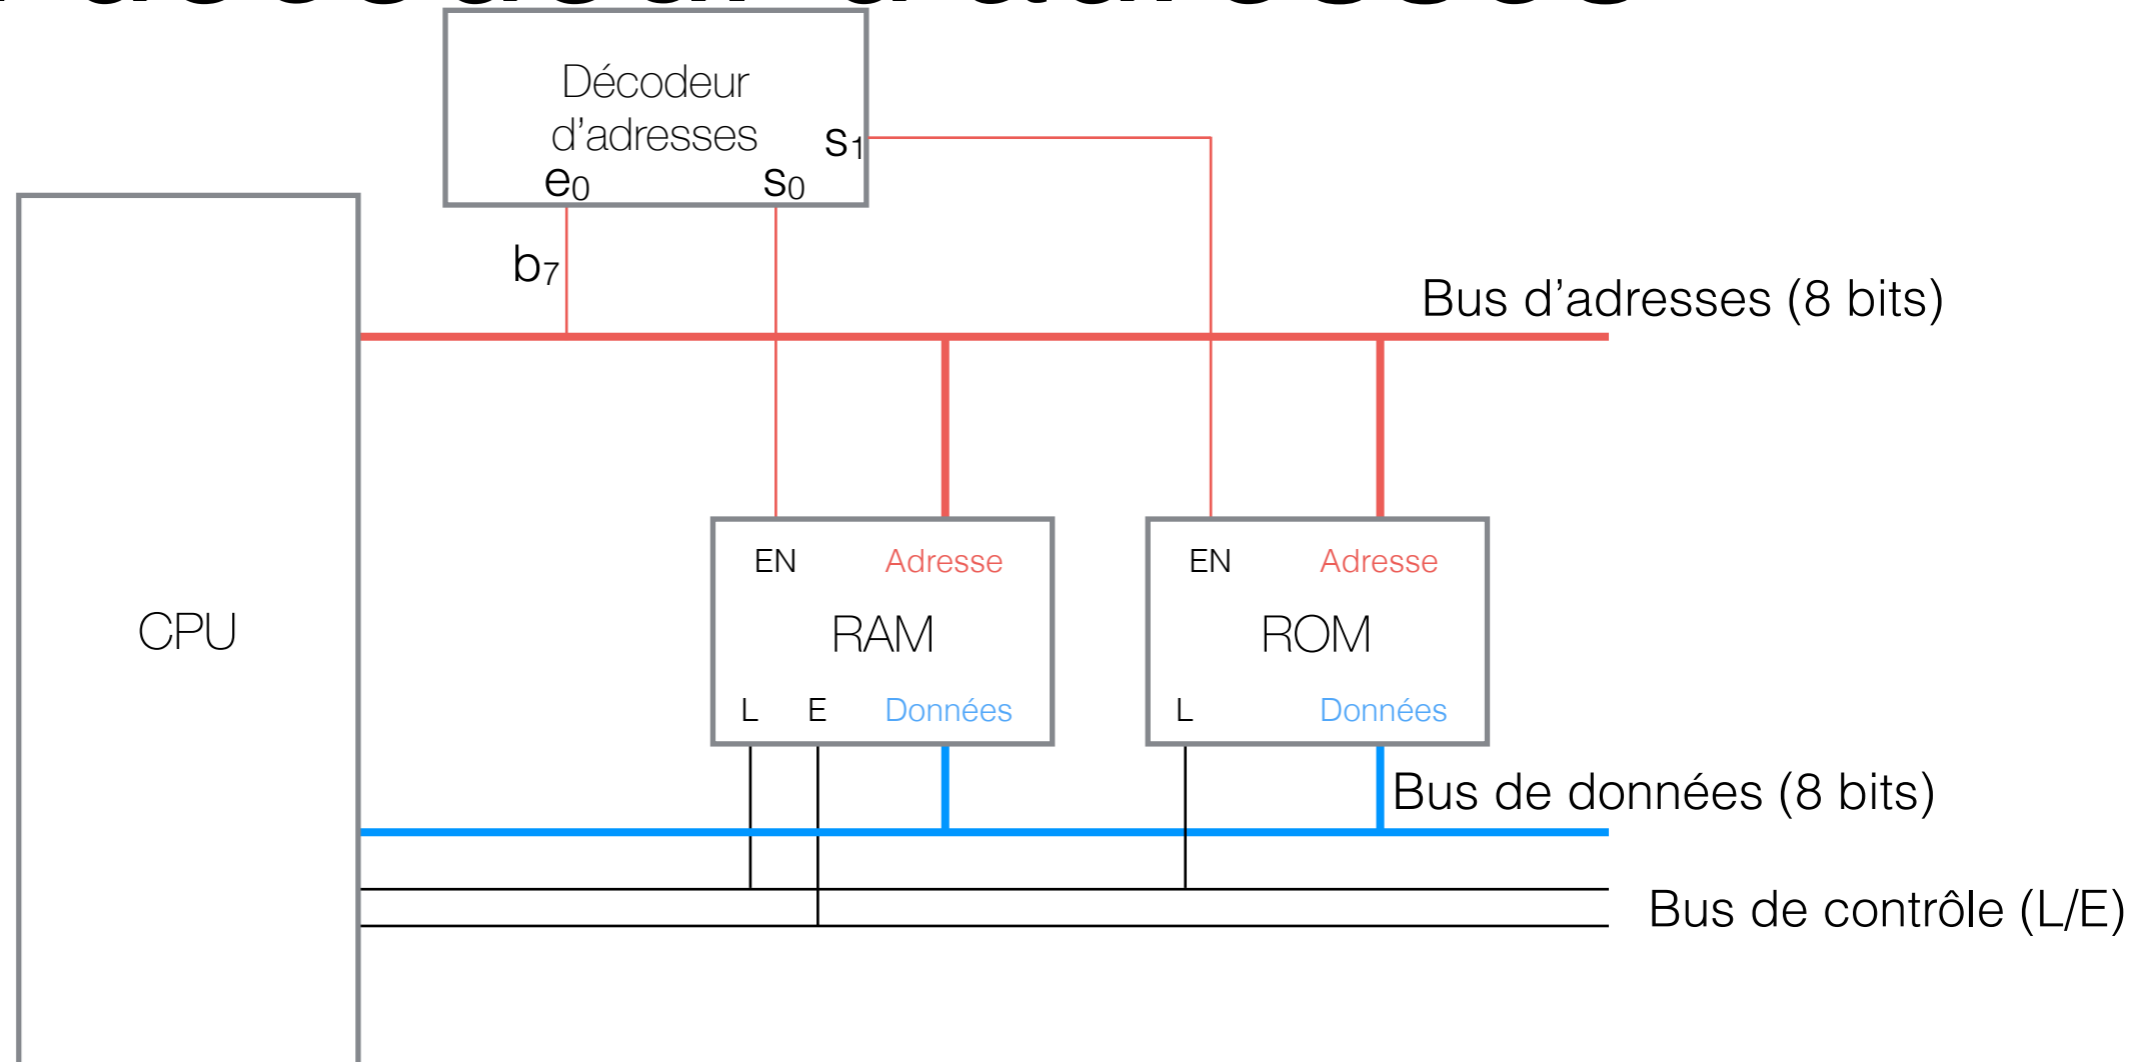 Décodeur
d'adresses
s1
e0 s0
b7
Bus d'adresses (8 bits)
EN Adresse
EN Adresse
CPU
RAM
ROM
L E Données
L Données
Bus de données (8 bits)
Bus de contrôle (L/E)